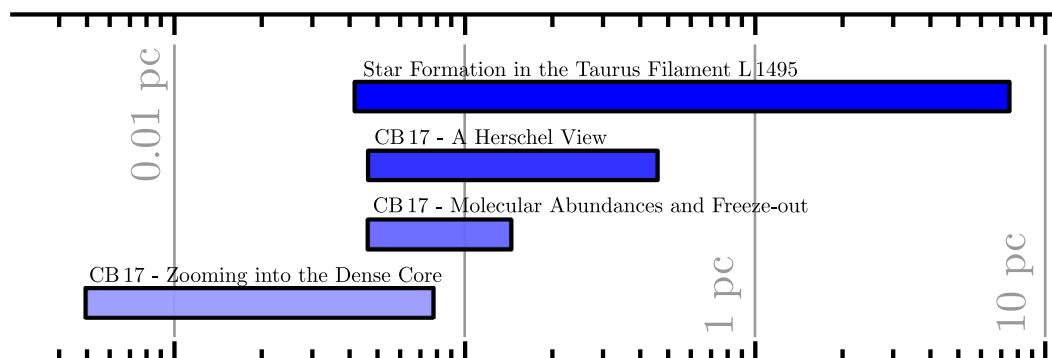 Star Formation in the Taurus Filament L 1495
0.01 pc
CB 17 - A Herschel View
CB 17 - Molecular Abundances and Freeze-out
1 pc
10 pc
CB 17 - Zooming into the Dense Core